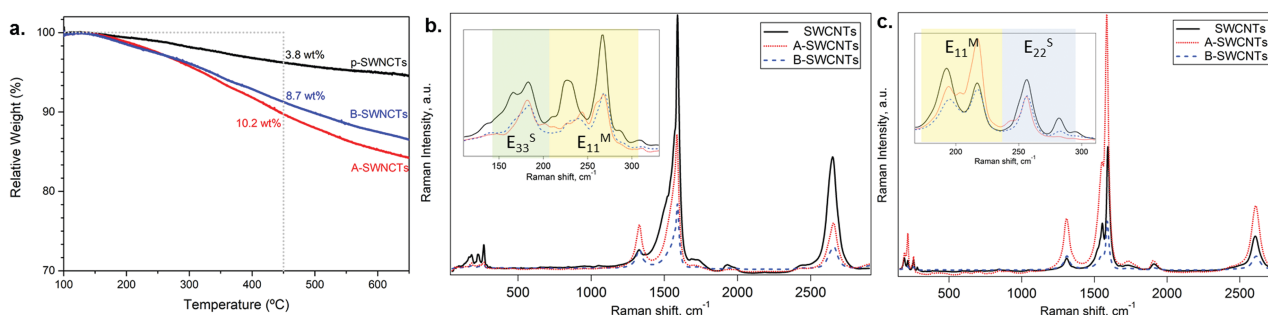 a.
100
90
80
70
Relative Weight (%)
3.8 wt%
p-SWNCTs
8.7 wt%
B-SWNCTs
10.2 wt%
A-SWNCTs
100
200
300
400
500
600
Temperature (ºC)
b.
Raman Intensity, a.u.
SWCNTs
A-SWCNTs
B-SWCNTs
E33S
E11M
150
200
250
300
Raman shift, cm-1
500
1000
1500
2000
2500
Raman shift, cm-1
c.
Raman Intensity, a.u.
SWCNTs
A-SWCNTs
B-SWCNTs
E11M
E22S
200
250
300
Raman shift, cm-1
500
1000
1500
2000
2500
Raman shift, cm-1